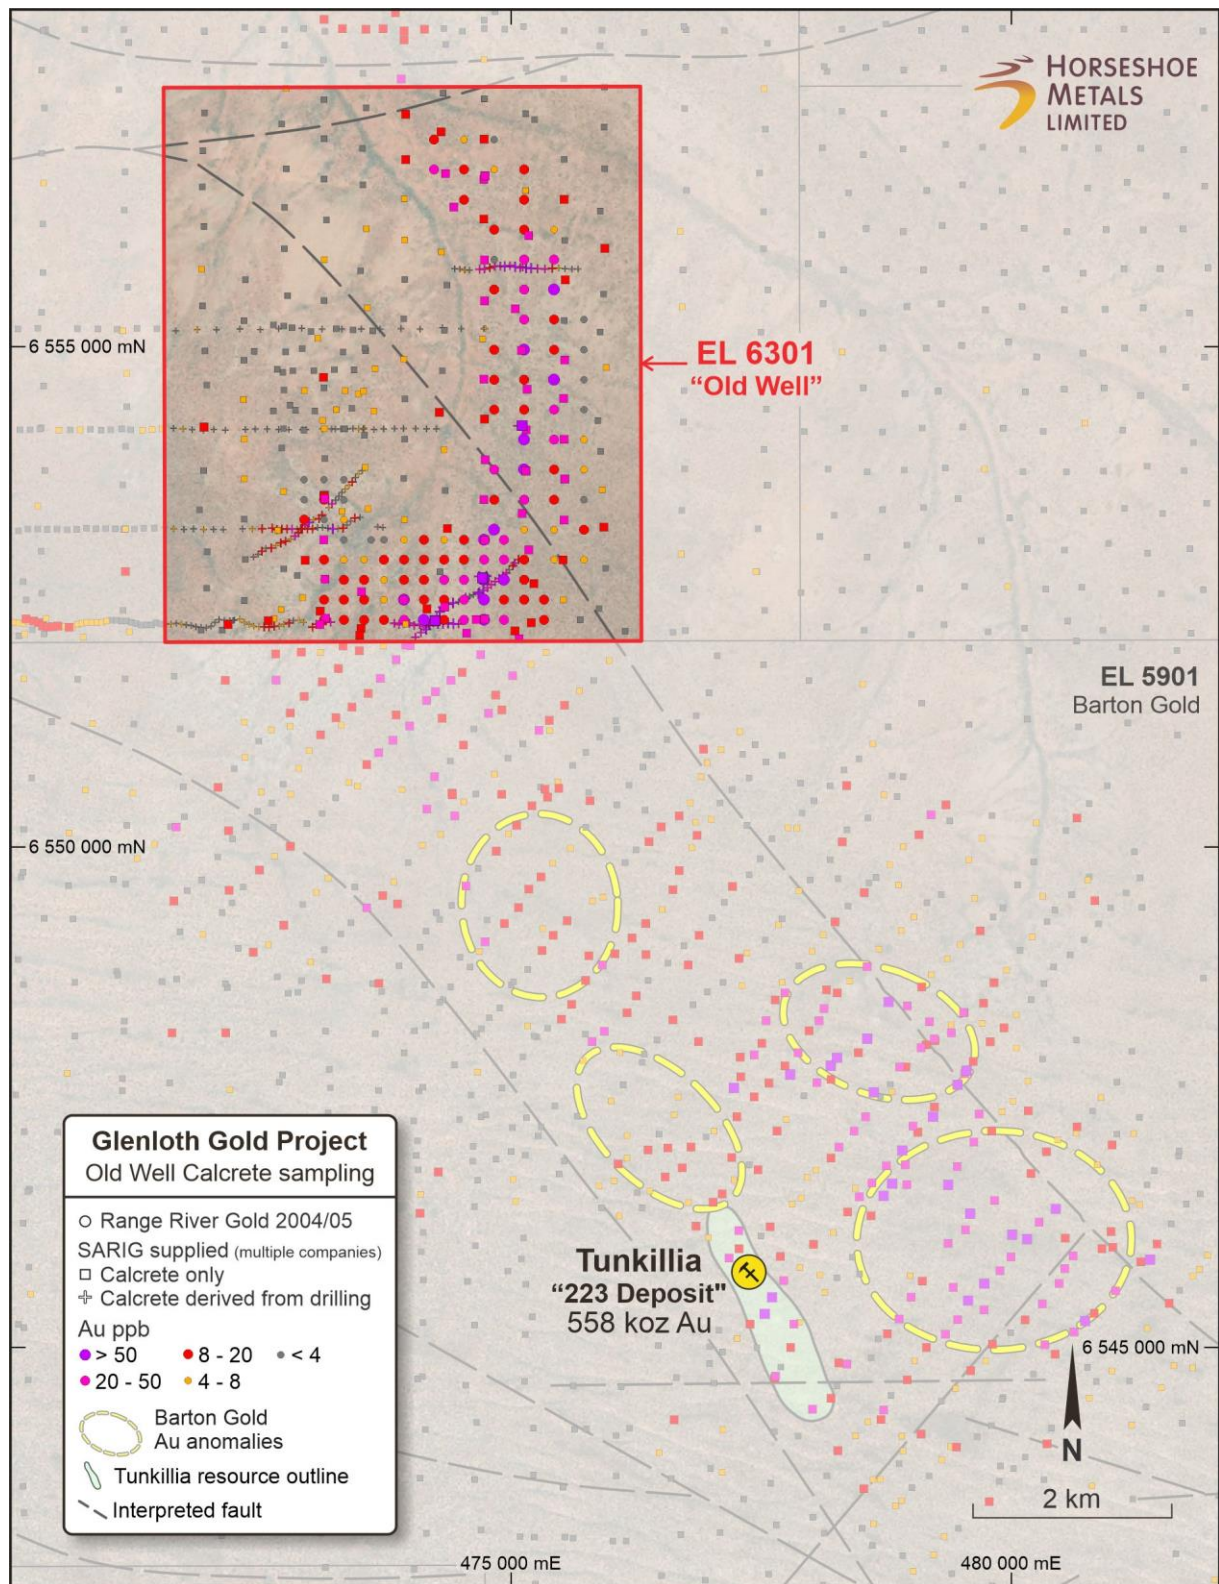 HORSESHOE
METALS
LIMITED
6 555 000 mN
EL 6301
“Old Well”
EL 5901
Barton Gold
6 550 000 mN
Glenloth Gold Project
Old Well Calcrete sampling
Range River Gold 2004/05
SARIG supplied (multiple companies)
Calcrete only
Calcrete derived from drilling
Au ppb
> 50 8 - 20 < 4
20 - 50 4 - 8
Barton Gold
Au anomalies
Tunkillia resource outline
Interpreted fault
Tunkillia
“223 Deposit"
558 koz Au
6 545 000 mN
N
2 km
475 000 mE
480 000 mE